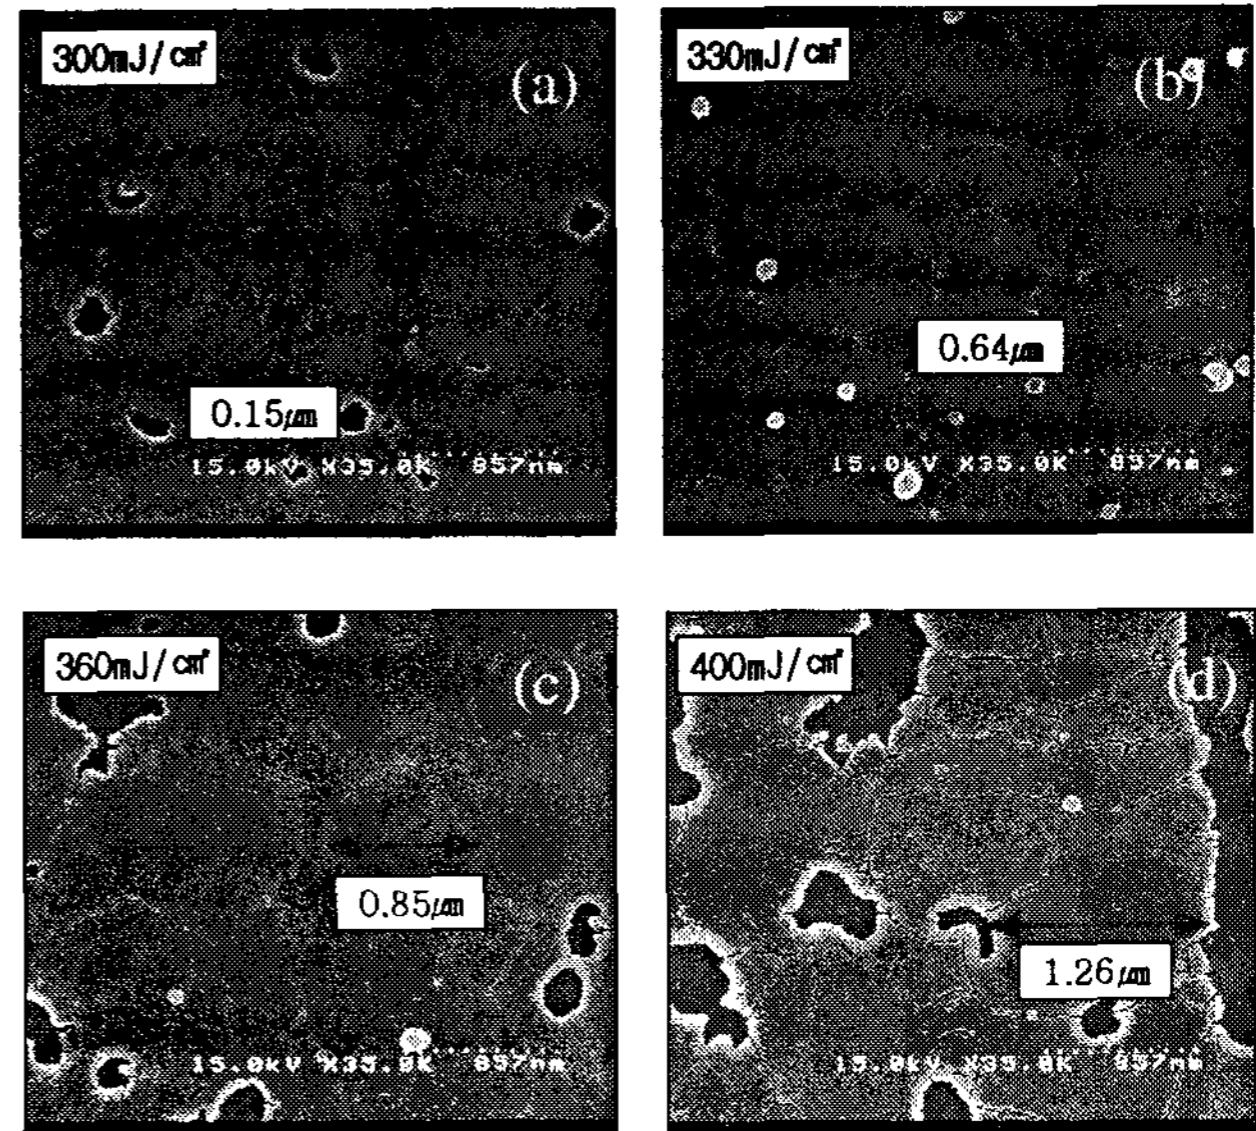 300mJ/㎠
(a)
0.15㎛
15.0kV X35.0K 857nm
330mJ/㎠
(b)
0.64㎛
15.0kV X35.0K 857nm
360mJ/㎠
(c)
0.85㎛
15.0kV X35.0K 857nm
400mJ/㎠
(d)
1.26㎛
15.0kV X35.0K 857nm